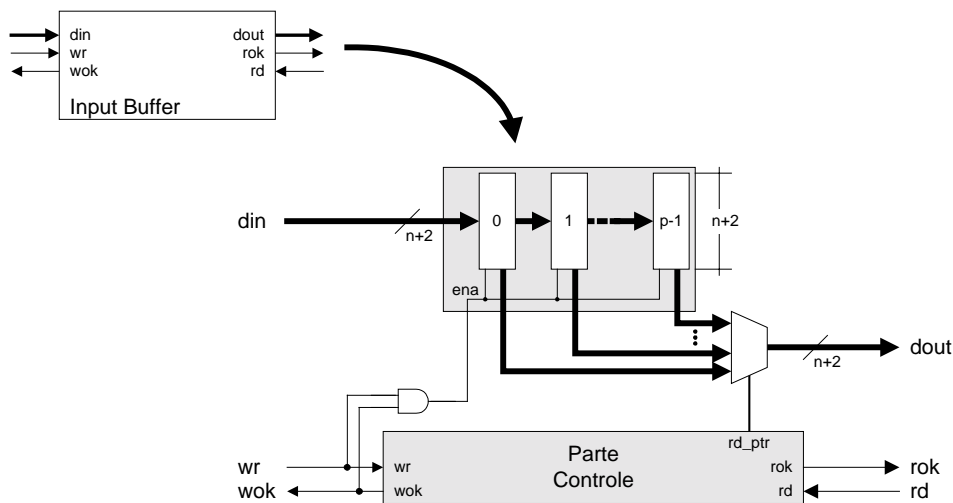 din dout
wr rok
wok rd
Input Buffer
din
n+2
0 1 p-1
n+2
ena
n+2
dout
rd_ptr
wr wr
Parte
Controle
rok rok
wok wok
rd rd